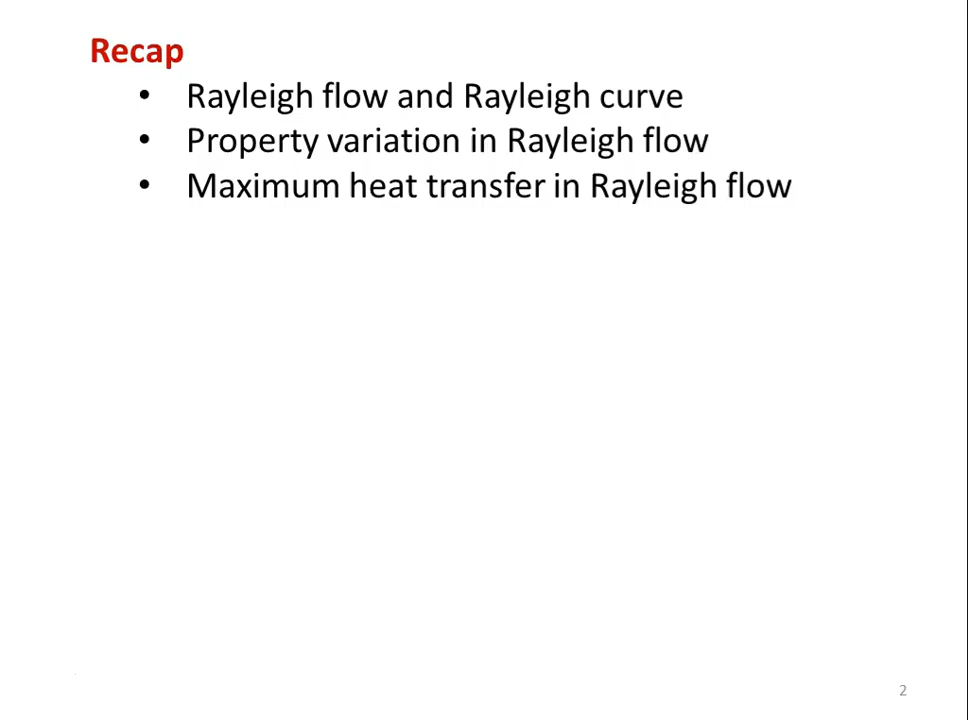 Recap
• Rayleigh flow and Rayleigh curve
• Property variation in Rayleigh flow
• Maximum heat transfer in Rayleigh flow
2